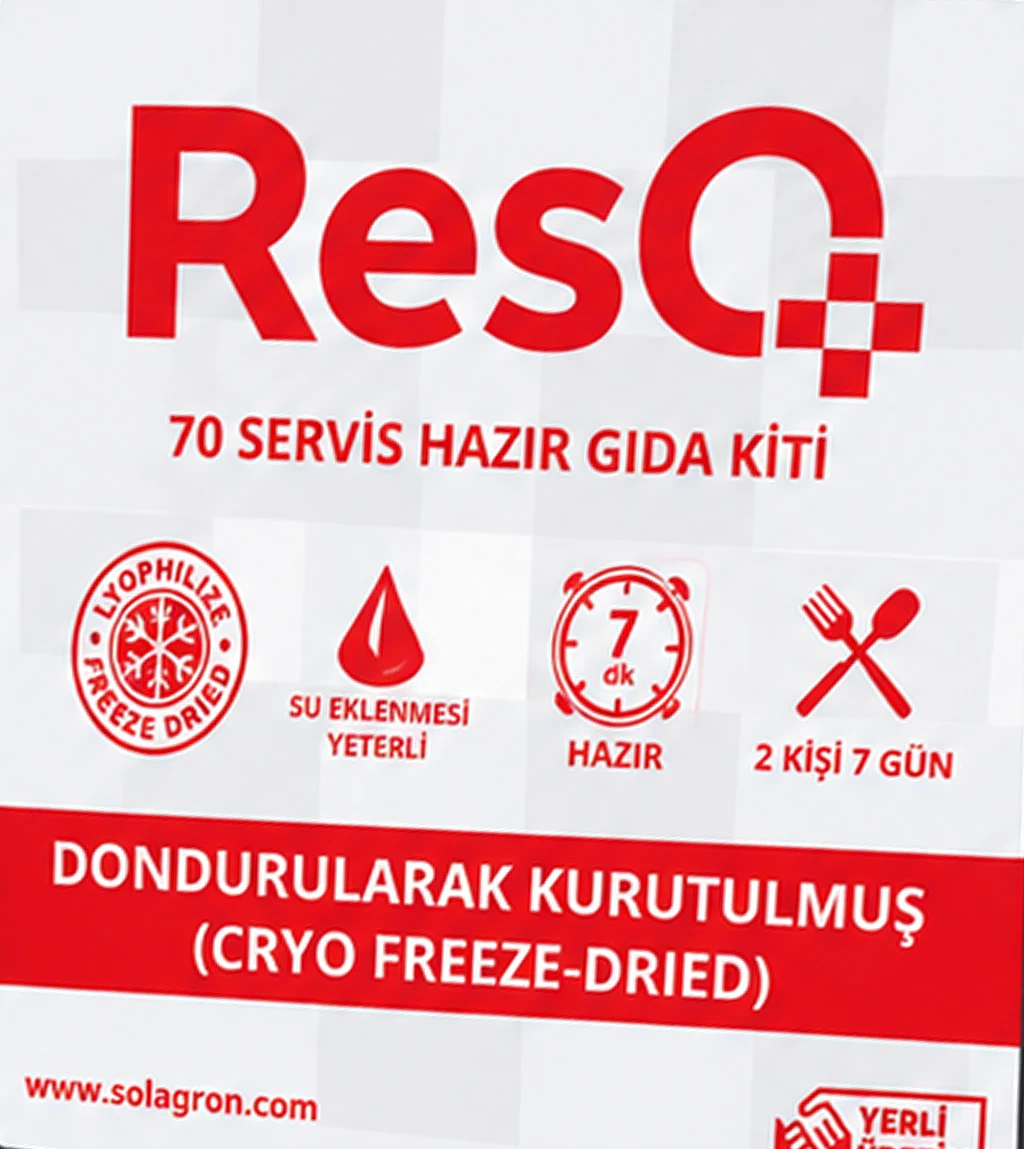 ResQ
70 SERVİS HAZIR GIDA KİTİ
LYOPHILIZE
FREEZE DRIED
SU EKLENMESİ
YETERLİ
7
dk
HAZIR
2 KİŞİ 7 GÜN
DONDURULARAK KURUTULMUŞ
(CRYO FREEZE-DRIED)
www.solagron.com
YERLİ